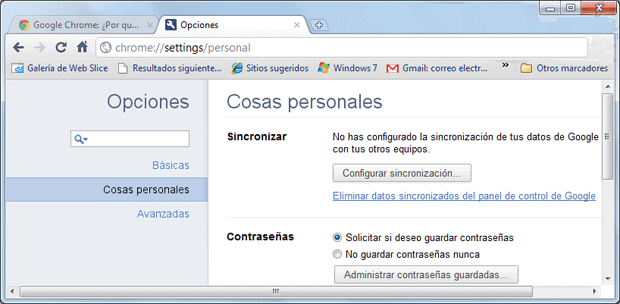 Google Chrome: ¿Por qu...
Opciones
chrome://settings/personal
Galería de Web Slice
Resultados siguiente...
Sitios sugeridos
Windows 7
Gmail: correo electr...
»
Otros marcadores
Opciones
Básicas
Cosas personales
Avanzadas
Cosas personales
Sincronizar
No has configurado la sincronización de tus datos de Google
con tus otros equipos.
Configurar sincronización...
Eliminar datos sincronizados del panel de control de Google
Contraseñas
Solicitar si deseo guardar contraseñas
No guardar contraseñas nunca
Administrar contraseñas guardadas...